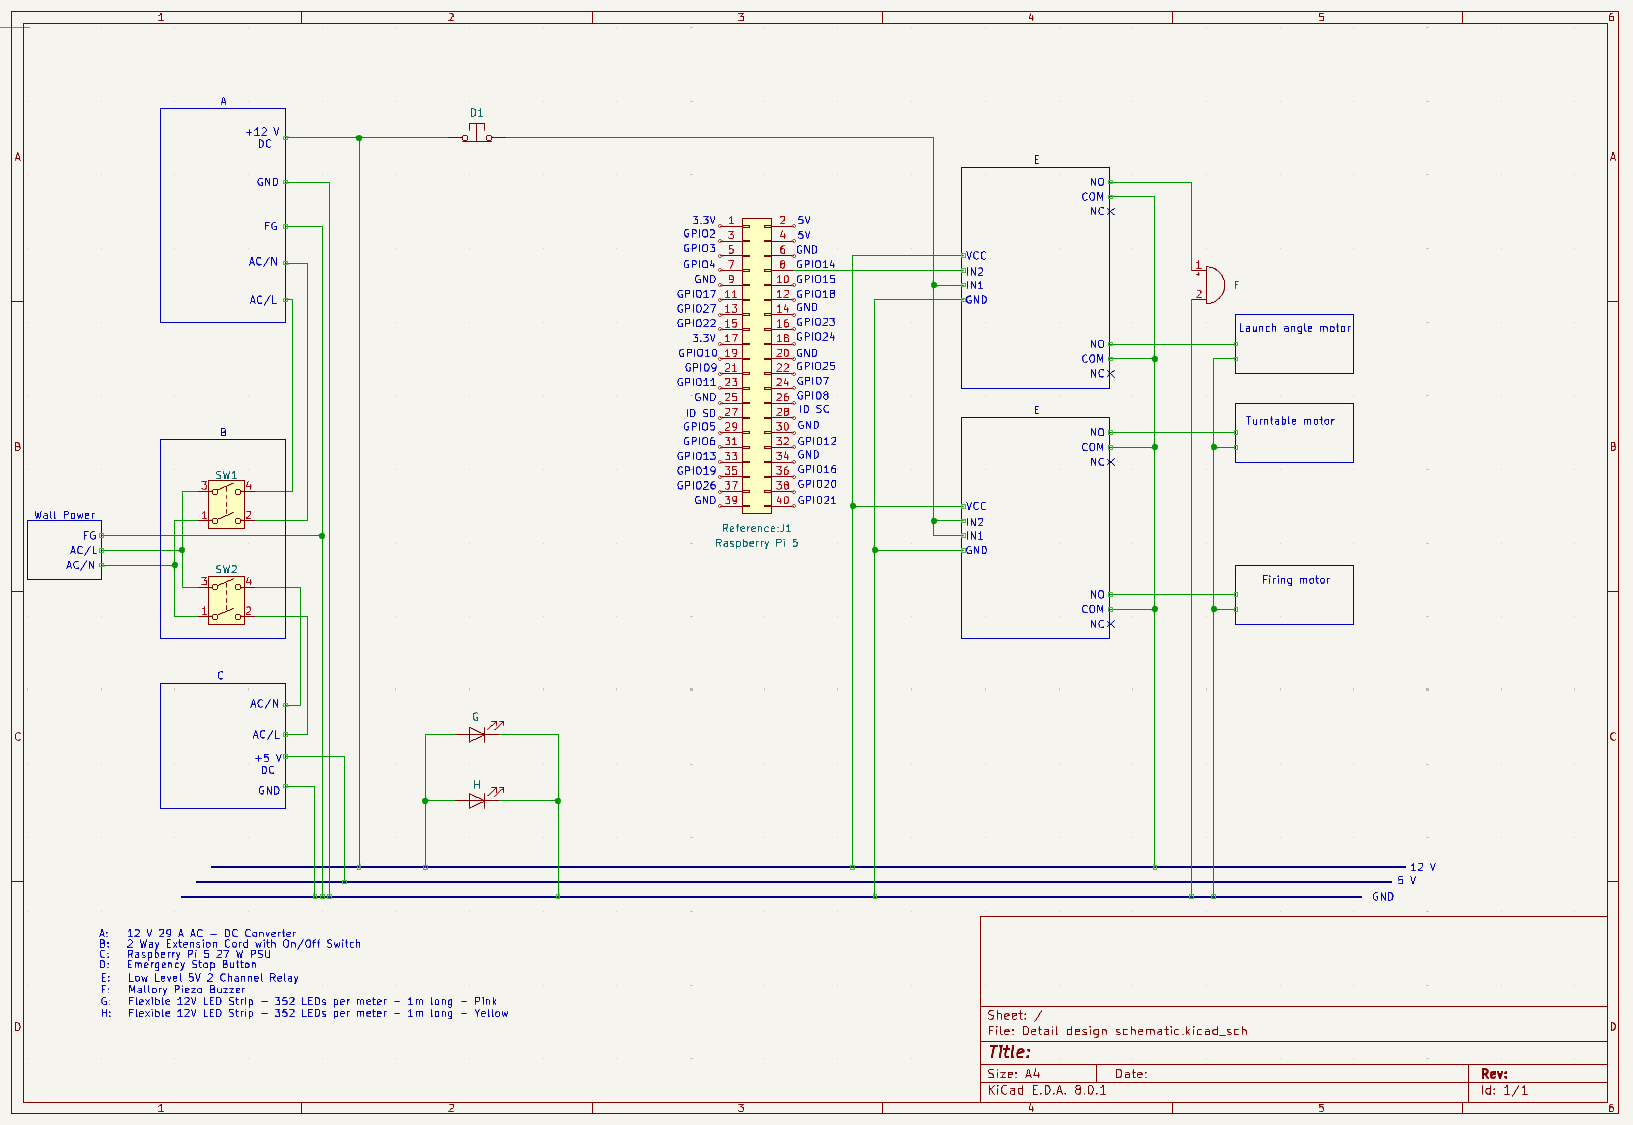 1 2 3 4 5 6
A
A
D1
+12 V
DC
A
A
GND
FG
AC/N
AC/L
E
NO
COM
NC
VCC
IN2
IN1
GND
NO
COM
NC
1
+
2
F
Launch angle motor
3.3V 1 2 5V
GPIO2 3 4 5V
GPIO3 5 6 GND
GPIO4 7 8 GPIO14
GND 9 10 GPIO15
GPIO17 11 12 GPIO18
GPIO27 13 14 GND
GPIO22 15 16 GPIO23
3.3V 17 18 GPIO24
GPIO10 19 20 GND
GPIO9 21 22 GPIO25
GPIO11 23 24 GPIO7
GND 25 26 GPIO8
ID SD 27 28 ID SC
GPIO5 29 30 GND
GPIO6 31 32 GPIO12
GPIO13 33 34 GND
GPIO19 35 36 GPIO16
GPIO26 37 38 GPIO20
GND 39 40 GPIO21
Reference:J1
Raspberry Pi 5
B
B
B
SW1
3 4
1 2
Wall Power
FG
AC/L
AC/N
SW2
3 4
1 2
E
NO
COM
NC
VCC
IN2
IN1
GND
NO
COM
NC
Turntable motor
Firing motor
C
C
C
AC/N
AC/L
+5 V
DC
GND
G
H
12 V
5 V
GND
A: 12 V 29 A AC - DC Converter
B: 2 Way Extension Cord with On/Off Switch
C: Raspberry Pi 5 27 W PSU
D: Emergency Stop Button
E: Low Level 5V 2 Channel Relay
F: Mallory Piezo Buzzer
G: Flexible 12V LED Strip - 352 LEDs per meter - 1m long - Pink
H: Flexible 12V LED Strip - 352 LEDs per meter - 1m long - Yellow
D
D
Sheet: /
File: Detail design schematic.kicad_sch
Title:
Size: A4 Date: Rev:
KiCad E.D.A. 8.0.1 Id: 1/1
1 2 3 4 5 6